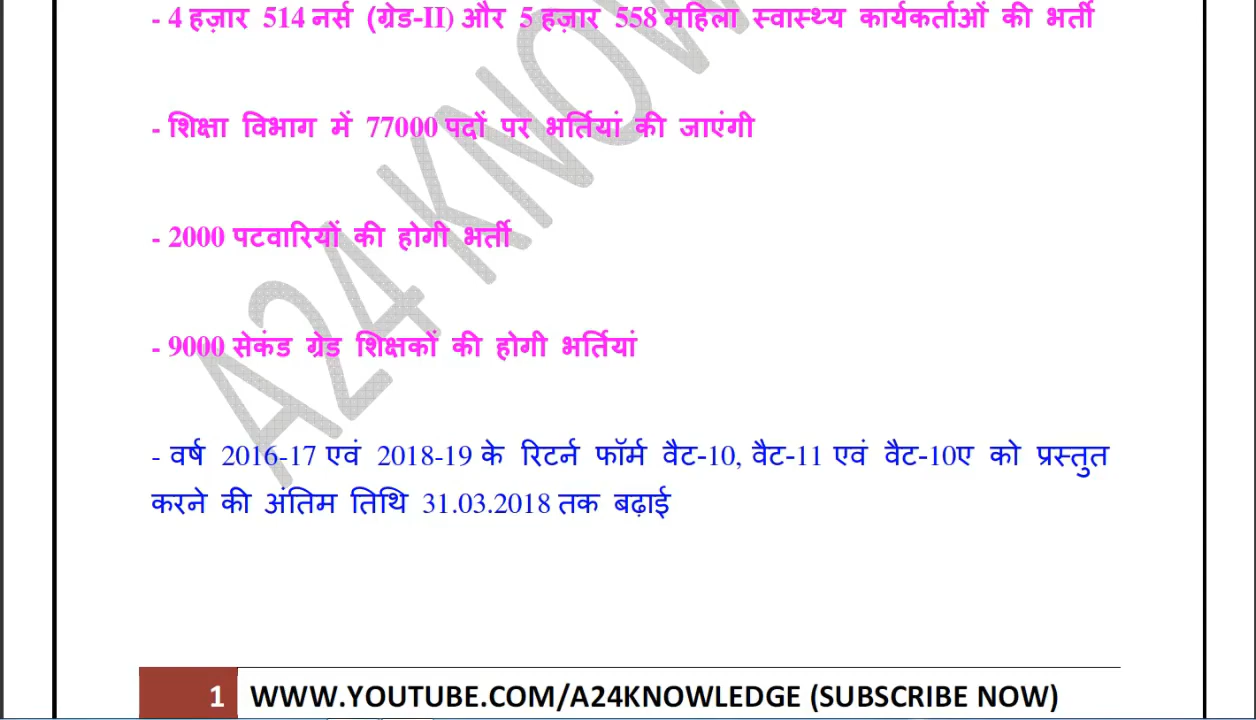 - 4 हज़ार 514 नर्स (ग्रेड-II) और 5 हज़ार 558 महिला स्वास्थ्य कार्यकर्ताओं की भर्ती
- शिक्षा विभाग में 77000 पदों पर भर्तियां की जाएंगी
- 2000 पटवारियों की होगी भर्ती
- 9000 सेकंड ग्रेड शिक्षकों की होगी भर्तियां
- वर्ष 2016-17 एवं 2018-19 के रिटर्न फॉर्म वैट-10, वैट-11 एवं वैट-10ए को प्रस्तुत
करने की अंतिम तिथि 31.03.2018 तक बढ़ाई
A24 KNOW
1 WWW.YOUTUBE.COM/A24KNOWLEDGE (SUBSCRIBE NOW)